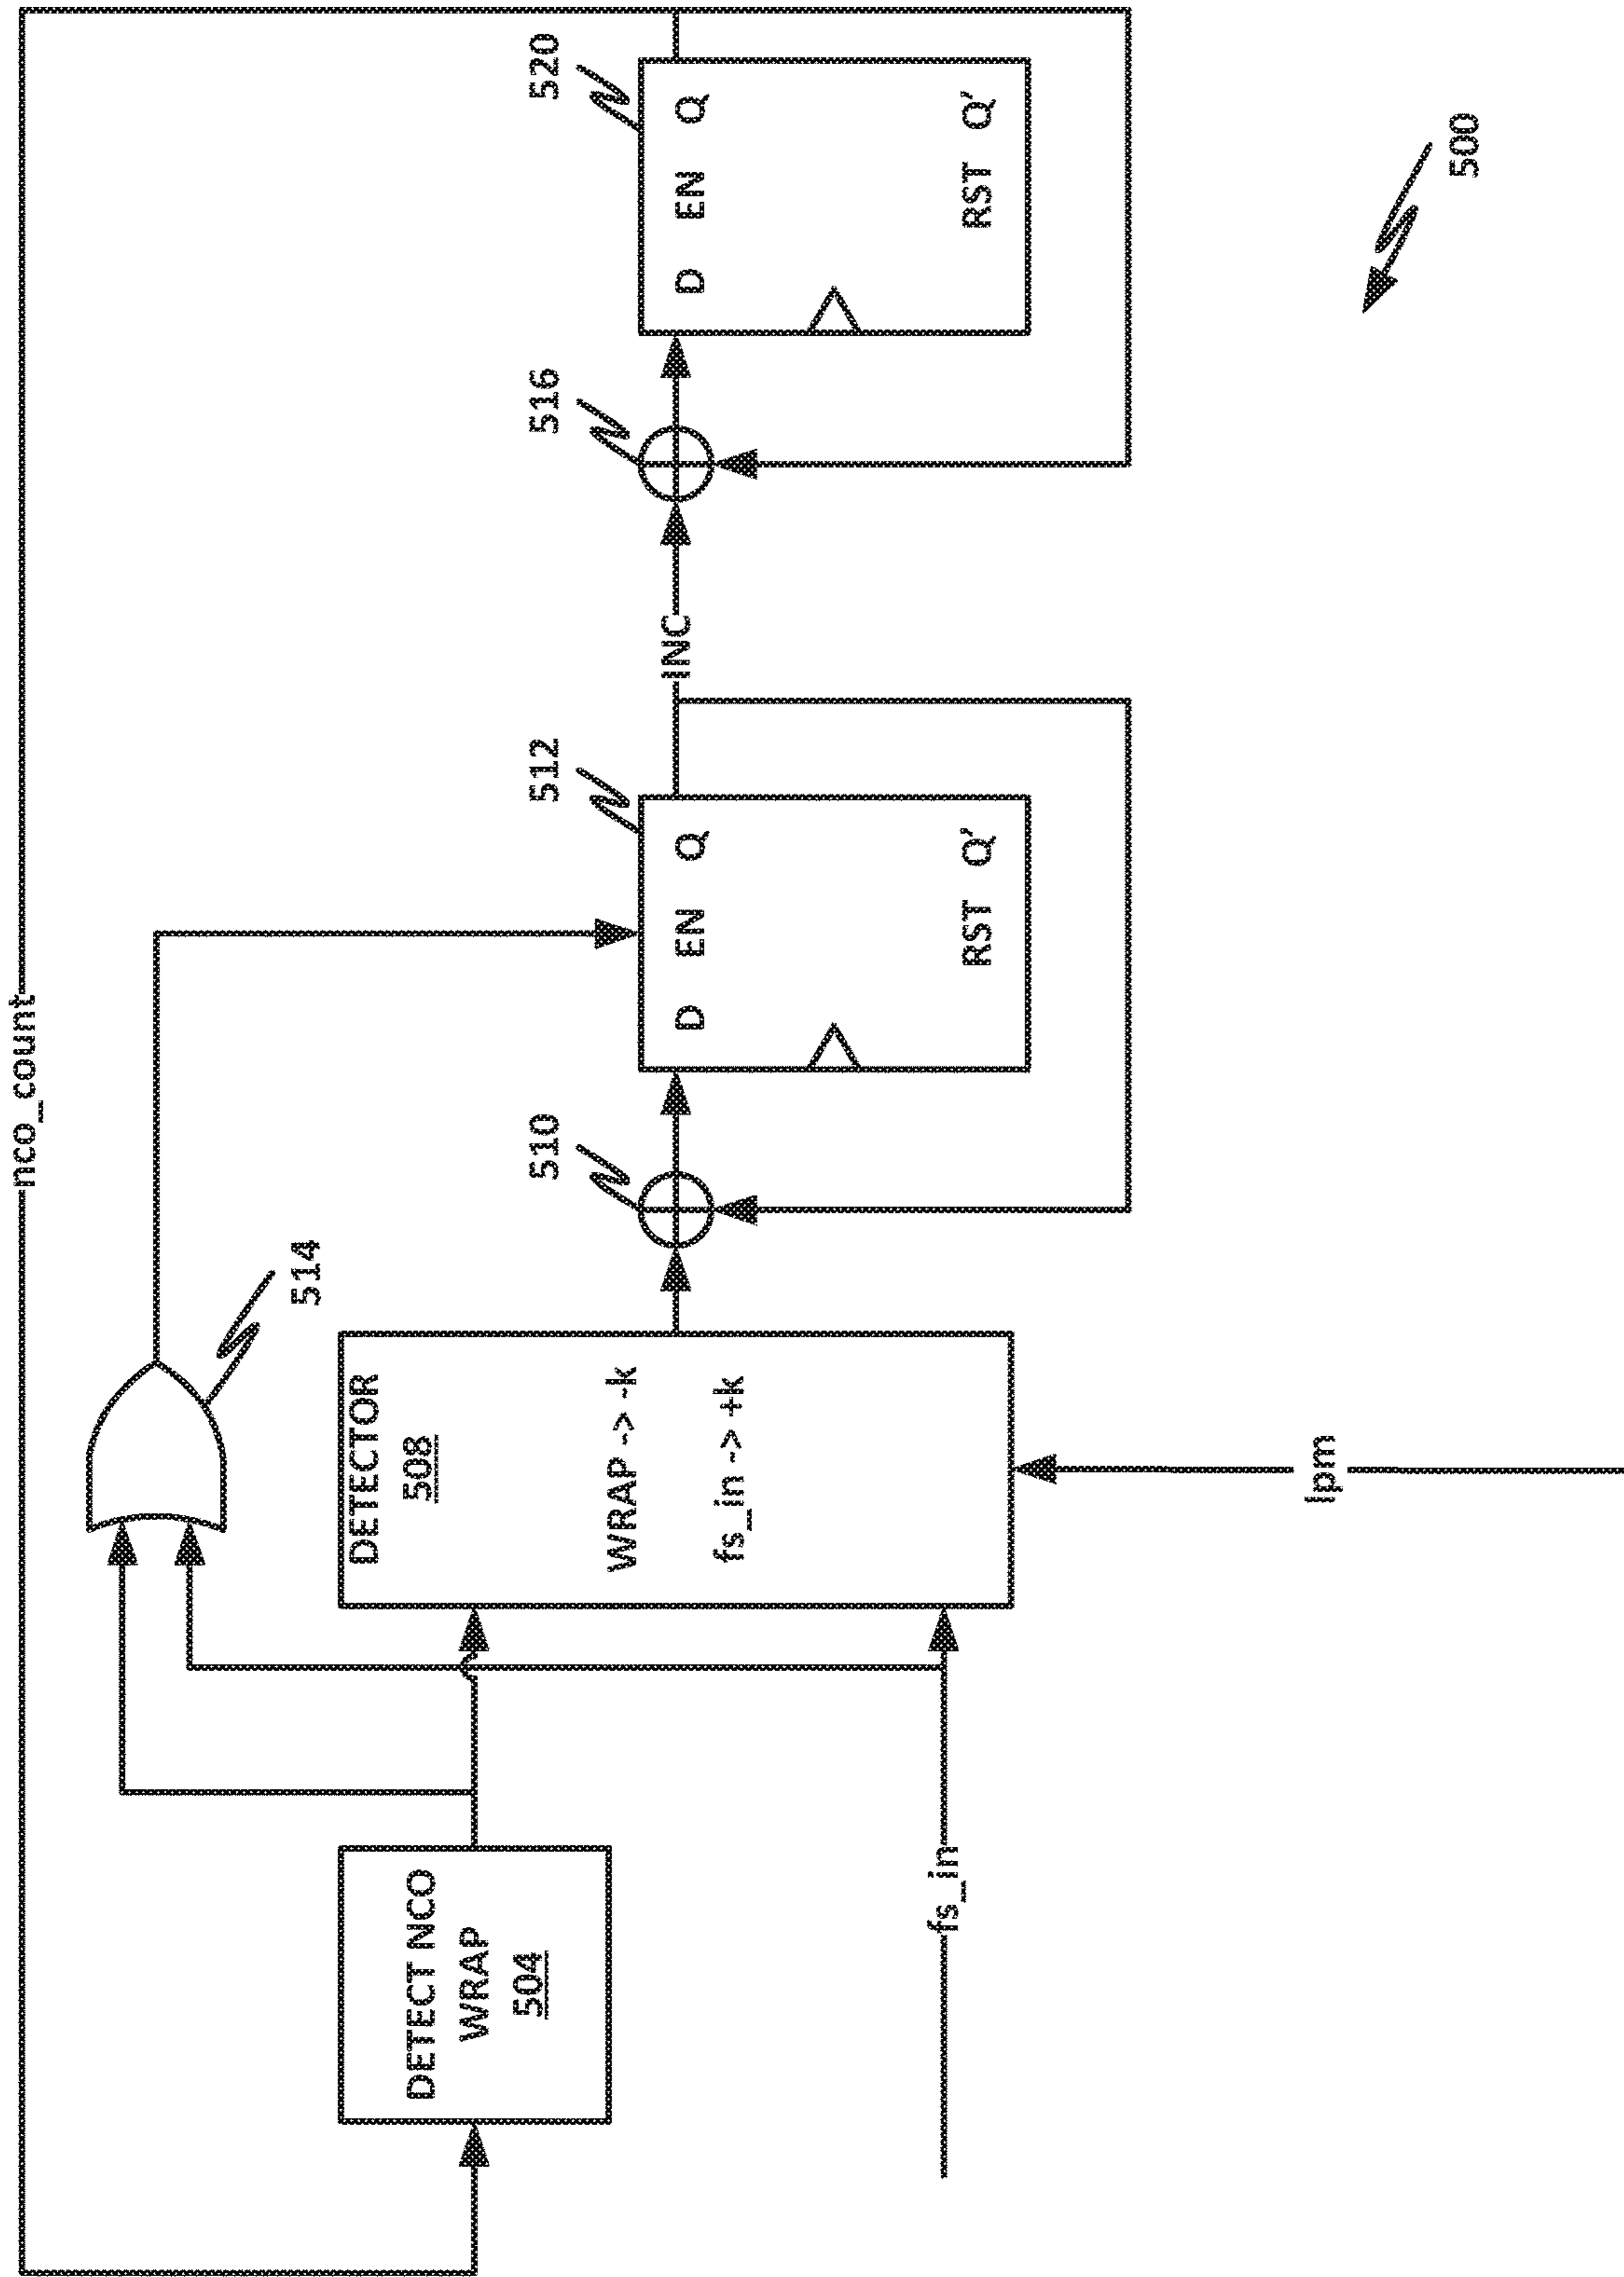 nco_count
514
DETECT NCO
WRAP
504
DETECTOR
508
WRAP -> -k
fs_in -> +k
fs_in
lpm
510
512
D EN Q
RST Q'
INC
516
520
D EN Q
RST Q'
500